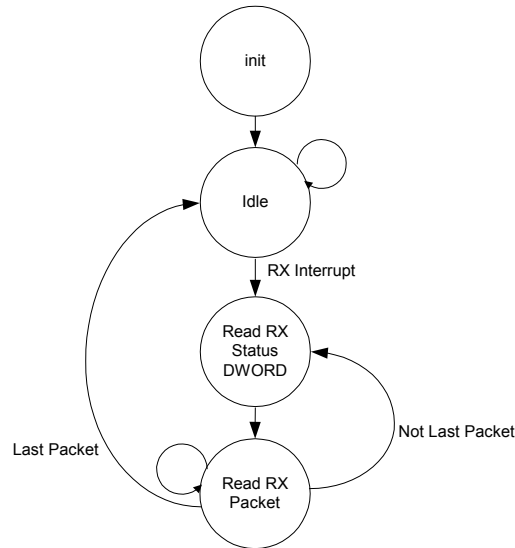 init
Idle
RX Interrupt
Read RX
Status
DWORD
Not Last Packet
Last Packet
Read RX
Packet